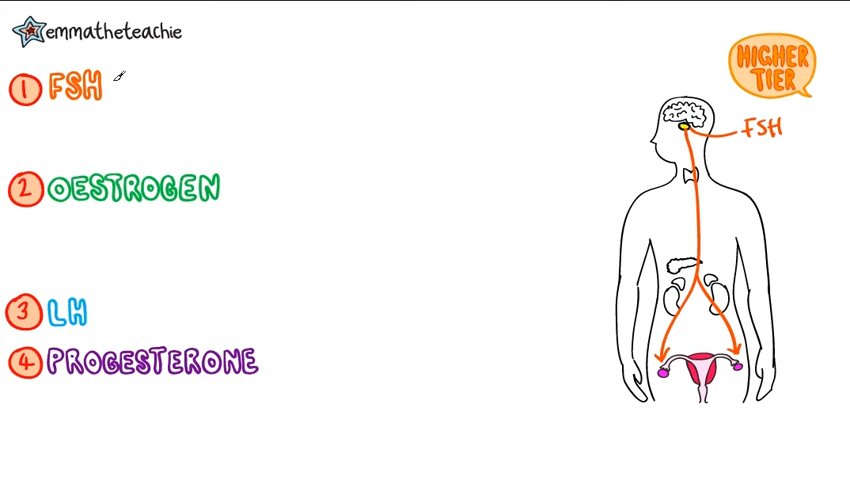 emmatheteachie
HIGHER
TIER
1 FSH
FSH
2 OESTROGEN
3 LH
4 PROGESTERONE